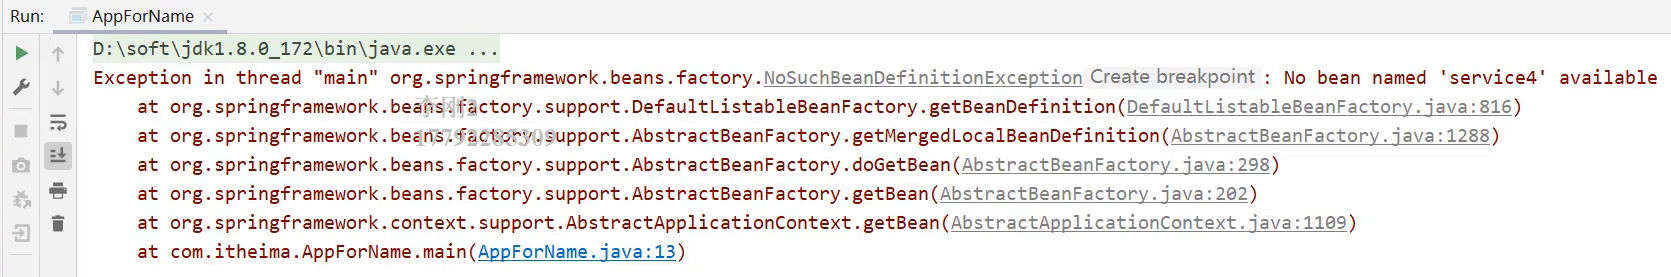 Run: AppForName ×
D:\soft\jdk1.8.0_172\bin\java.exe ...
Exception in thread "main" org.springframework.beans.factory.NoSuchBeanDefinitionException Create breakpoint : No bean named 'service4' available
at org.springframework.beans.factory.support.DefaultListableBeanFactory.getBeanDefinition(DefaultListableBeanFactory.java:816)
李刚2
at org.springframework.beans.factory.support.AbstractBeanFactory.getMergedLocalBeanDefinition(AbstractBeanFactory.java:1288)
17792285309
at org.springframework.beans.factory.support.AbstractBeanFactory.doGetBean(AbstractBeanFactory.java:298)
at org.springframework.beans.factory.support.AbstractBeanFactory.getBean(AbstractBeanFactory.java:202)
at org.springframework.context.support.AbstractApplicationContext.getBean(AbstractApplicationContext.java:1109)
at com.itheima.AppForName.main(AppForName.java:13)